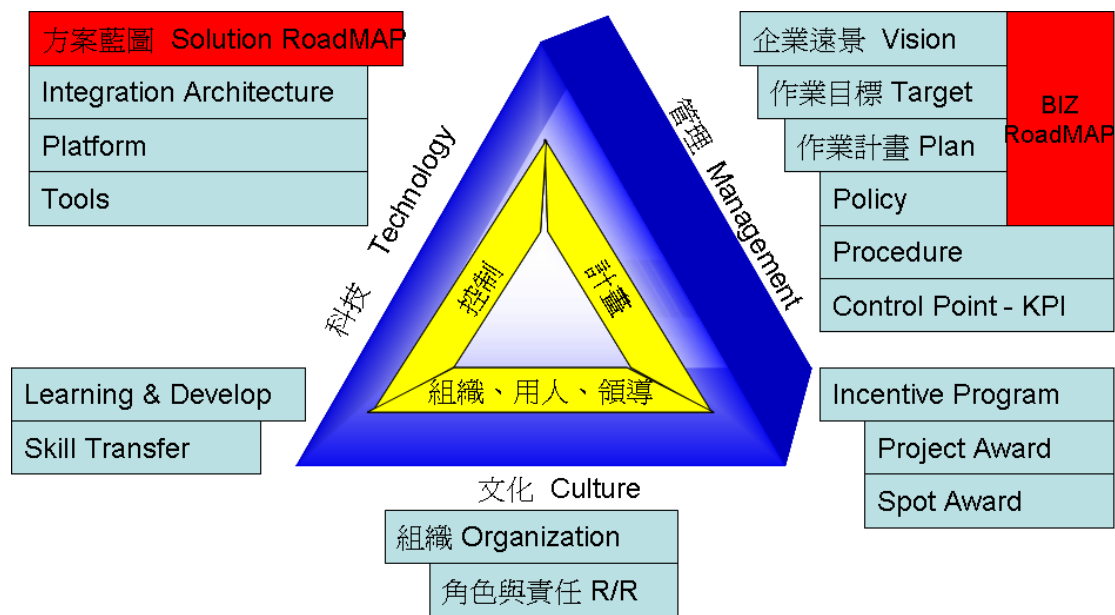 方案藍圖 Solution RoadMAP
Integration Architecture
Platform
Tools
企業遠景 Vision
作業目標 Target
作業計畫 Plan
Policy
BIZ
RoadMAP
Procedure
Control Point - KPI
科技 Technology
管理 Management
控制
計畫
組織、用人、領導
文化 Culture
Learning & Develop
Skill Transfer
Incentive Program
Project Award
Spot Award
組織 Organization
角色與責任 R/R